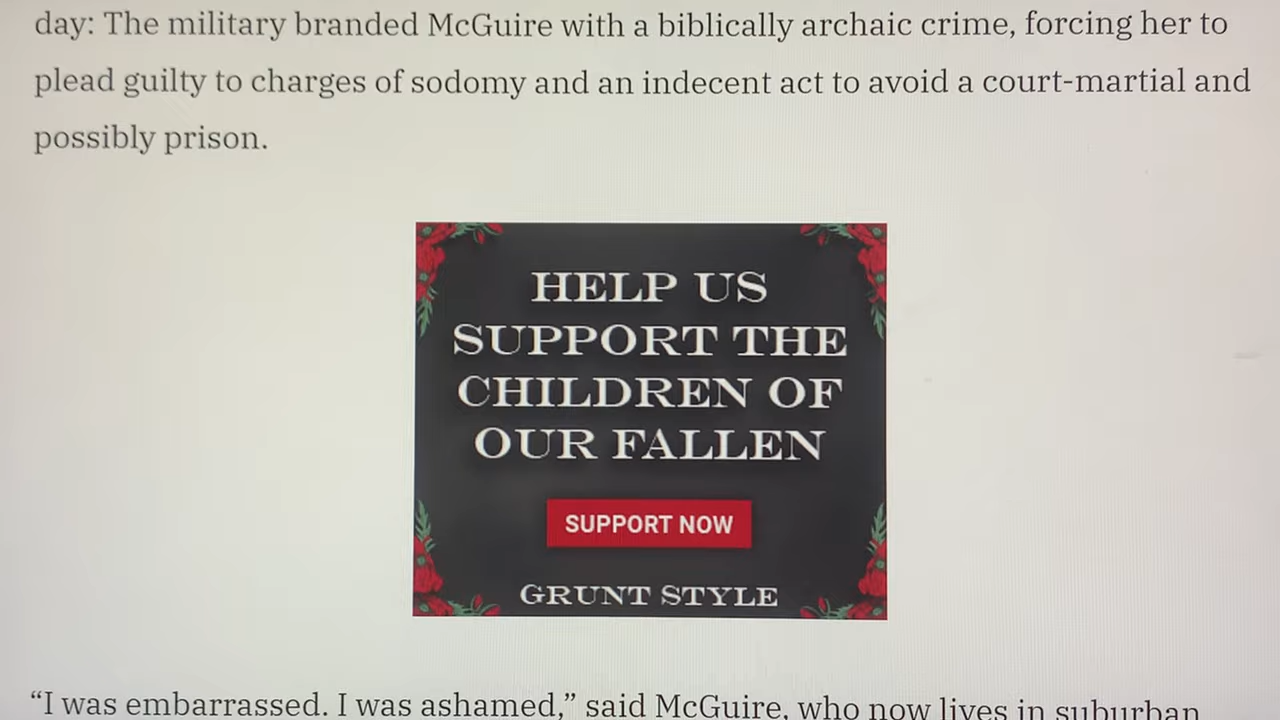 day: The military branded McGuire with a biblically archaic crime, forcing her to
plead guilty to charges of sodomy and an indecent act to avoid a court-martial and
possibly prison.
HELP US
SUPPORT THE
CHILDREN OF
OUR FALLEN
SUPPORT NOW
GRUNT STYLE
“I was embarrassed. I was ashamed,” said McGuire, who now lives in suburban